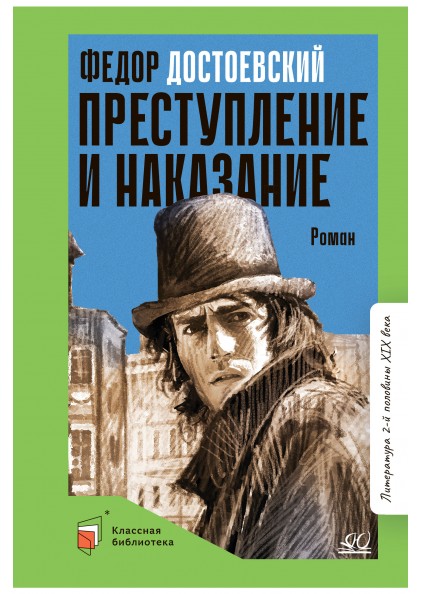 ФЕДОР ДОСТОЕВСКИЙ
ПРЕСТУПЛЕНИЕ
И НАКАЗАНИЕ
Роман
Литература 2-й половины XIX века
*
Классная
библиотека